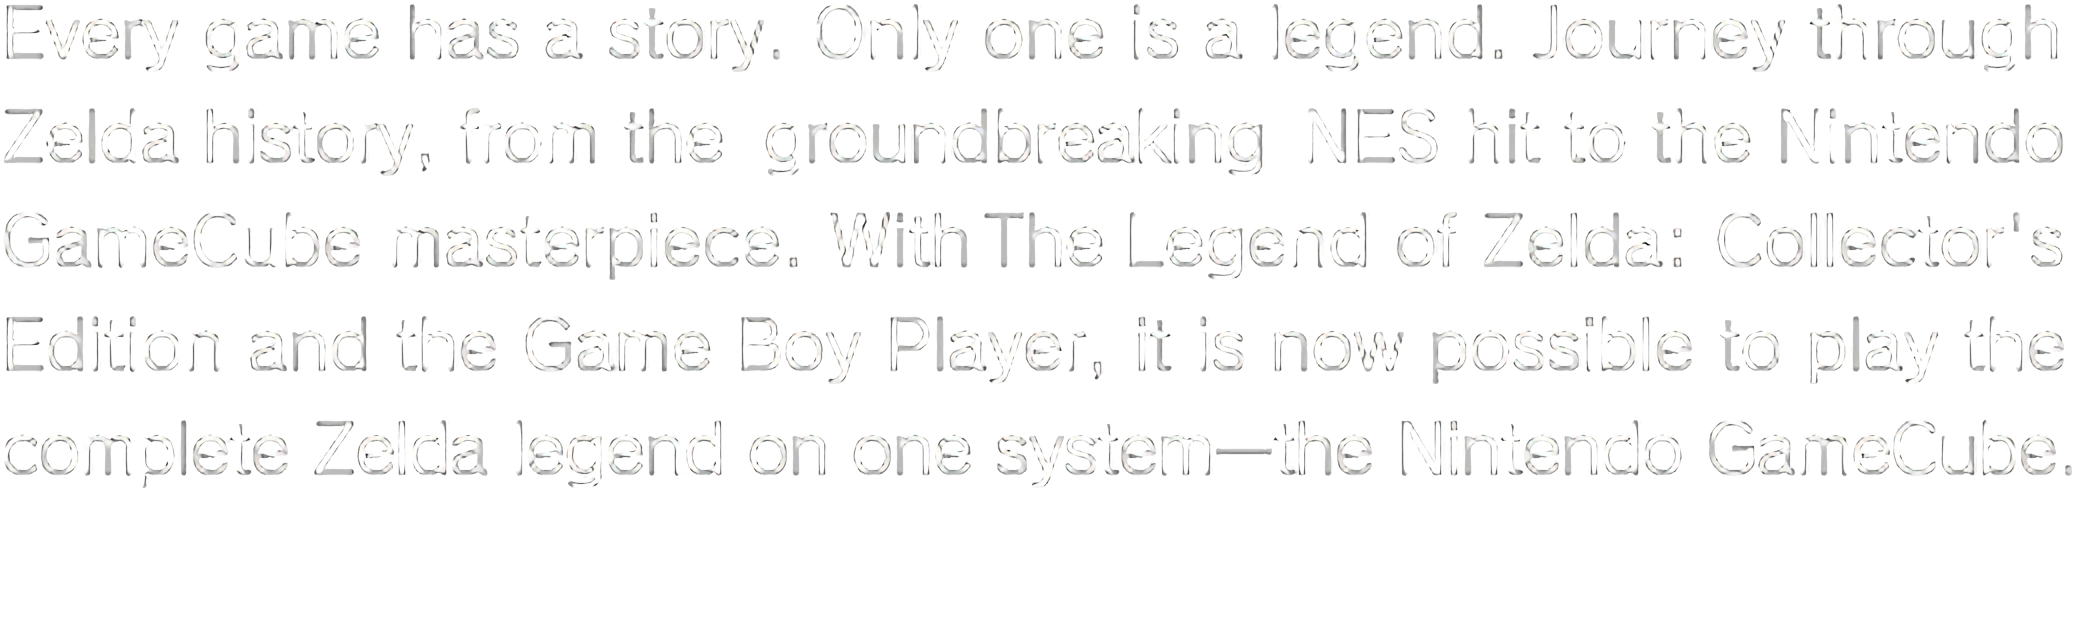 Every game has a story. Only one is a legend. Journey through
Zelda history, from the groundbreaking NES hit to the Nintendo
GameCube masterpiece. With The Legend of Zelda: Collector's
Edition and the Game Boy Player, it is now possible to play the
complete Zelda legend on one system—the Nintendo GameCube.